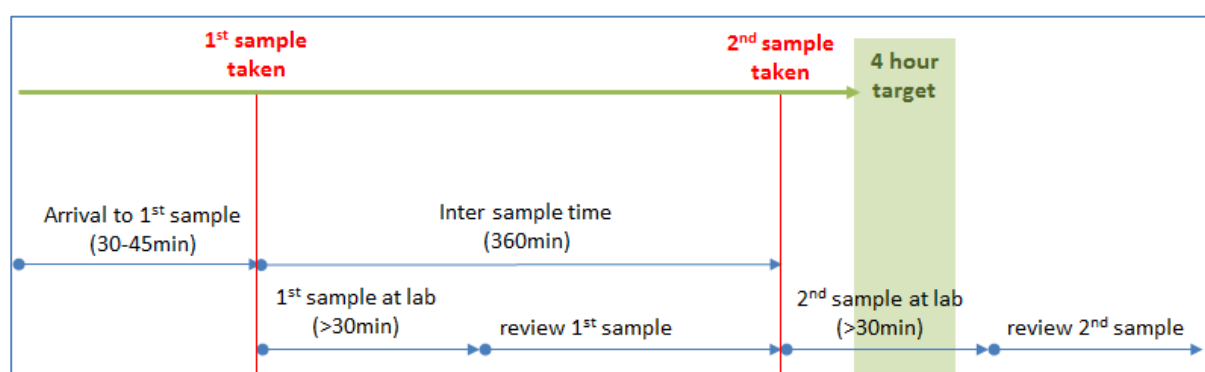 1st sample
taken
2nd sample
taken
4 hour
target
Arrival to 1st sample
(30-45min)
Inter sample time
(360min)
1st sample at lab
(>30min)
review 1st sample
2nd sample at lab
(>30min)
review 2nd sample